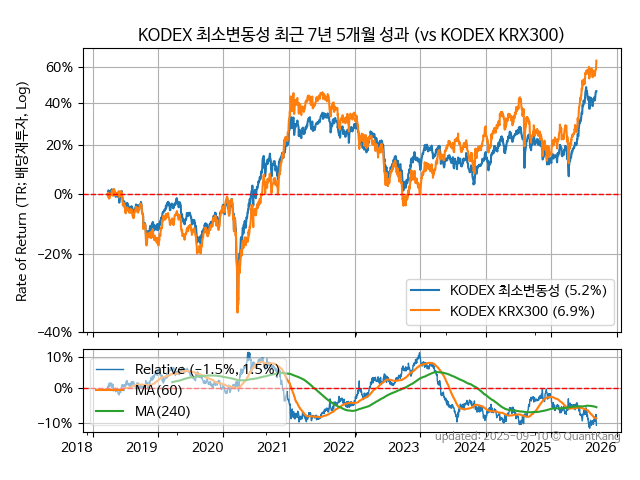 KODEX 최소변동성 최근 7년 5개월 성과 (vs KODEX KRX300)
Rate of Return (TR: 배당재투자, Log)
60%
40%
20%
0%
−20%
−40%
KODEX 최소변동성 (5.2%)
KODEX KRX300 (6.9%)
10%
0%
−10%
Relative (−1.5%, 1.5%)
MA(60)
MA(240)
2018 2019 2020 2021 2022 2023 2024 2025 2026
updated: 2025-09-10 © QuantKang